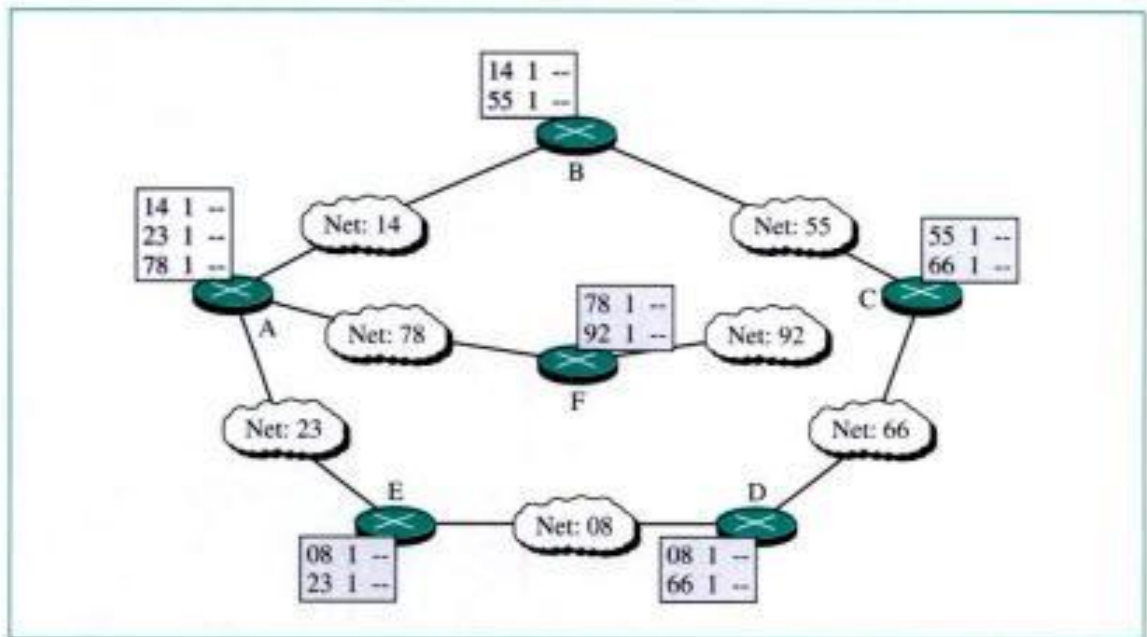 14 1 --
55 1 --
B
14 1 --
23 1 --
78 1 --
Net: 14
Net: 55
55 1 --
66 1 --
A
C
Net: 78
78 1 --
92 1 --
Net: 92
F
Net: 23
Net: 66
E
D
Net: 08
08 1 --
23 1 --
08 1 --
66 1 --